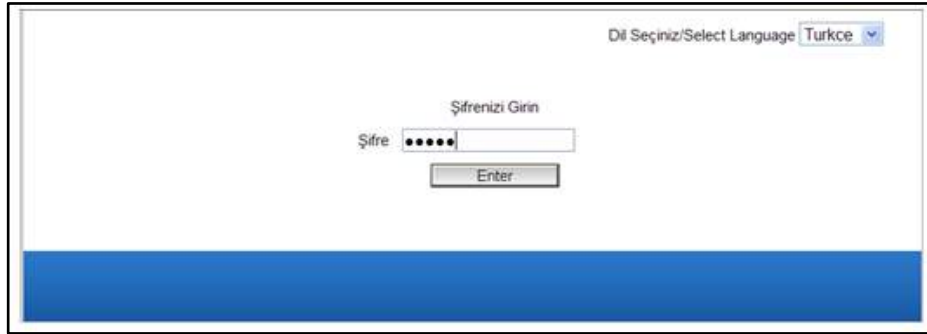 Dil Seçiniz/Select Language Turkce
Şifrenizi Girin
Şifre •••••
Enter